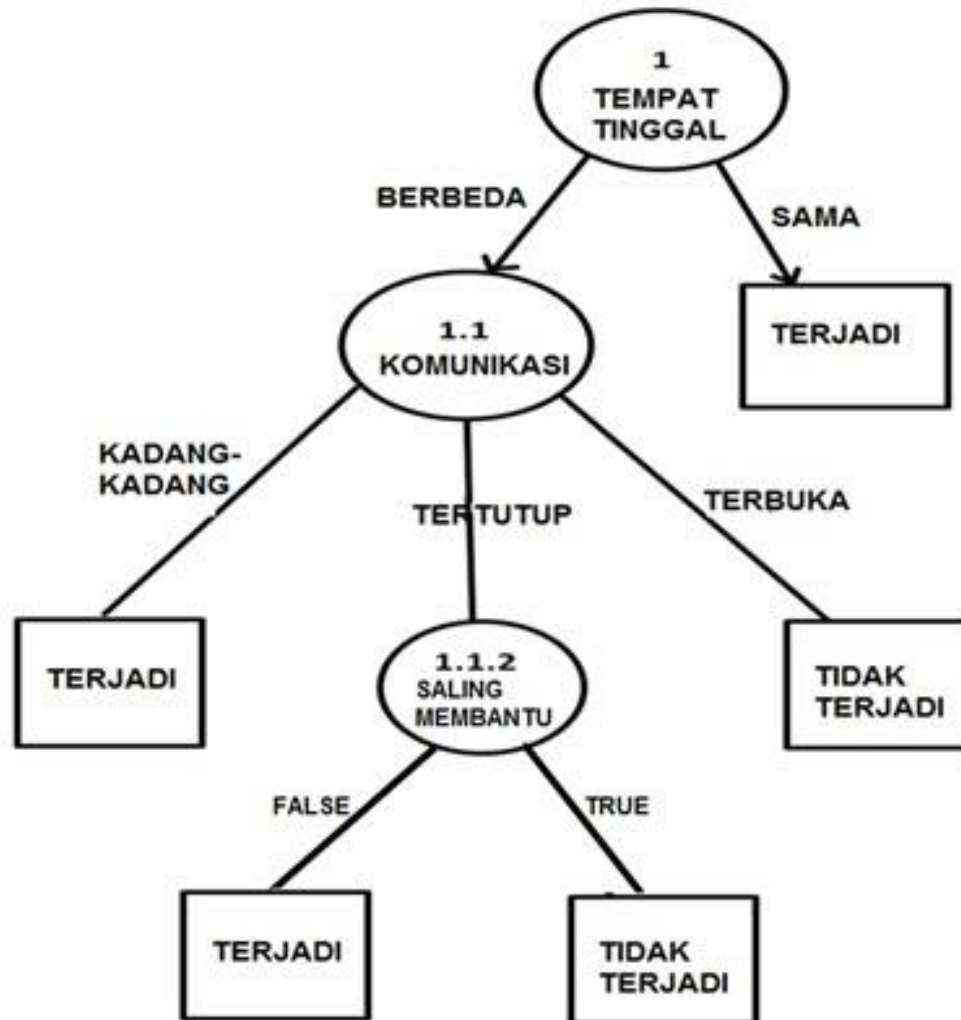 1
TEMPAT
TINGGAL
BERBEDA
SAMA
1.1
KOMUNIKASI
TERJADI
KADANG-
KADANG
TERTUTUP
TERBUKA
TERJADI
1.1.2
SALING
MEMBANTU
TIDAK
TERJADI
FALSE
TRUE
TERJADI
TIDAK
TERJADI